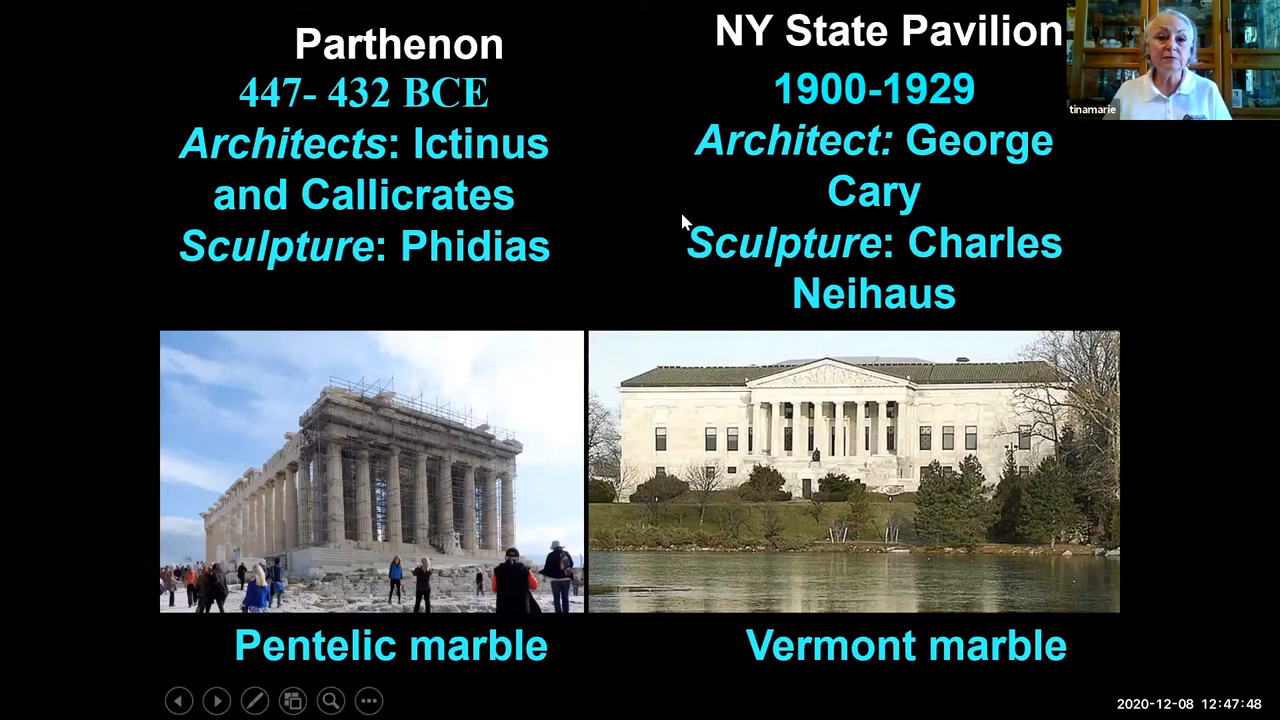 Parthenon
447- 432 BCE
Architects: Ictinus
and Callicrates
Sculpture: Phidias
NY State Pavilion
1900-1929
Architect: George
Cary
Sculpture: Charles
Neihaus
tinamarie
Pentelic marble
Vermont marble
2020-12-08 12:47:48